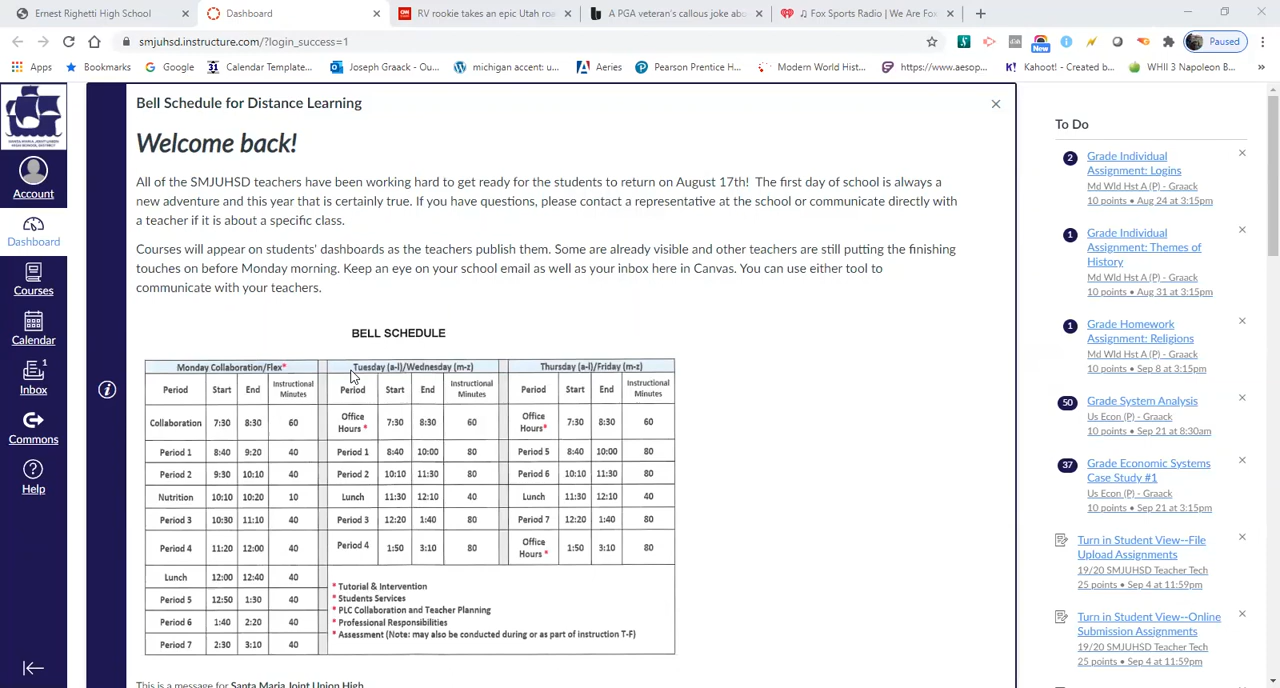 Ernest Righetti High School
Dashboard
RV rookie takes an epic Utah roa
A PGA veteran's callous joke abo
Fox Sports Radio | We Are Fox
smjuhsd.instructure.com/?login_success=1
New
Paused
Apps
Bookmarks
Google
31
Calendar Template...
Joseph Graack - Ou...
michigan accent: u...
Aeries
Pearson Prentice H...
Modern World Hist...
https://www.aesop...
Kahoot! - Created b...
WHII 3 Napoleon B...
»
Account
Dashboard
Courses
Calendar
1
Inbox
Commons
Help
Bell Schedule for Distance Learning
Welcome back!
All of the SMJUHSD teachers have been working hard to get ready for the students to return on August 17th! The first day of school is always a
new adventure and this year that is certainly true. If you have questions, please contact a representative at the school or communicate directly with
a teacher if it is about a specific class.
Courses will appear on students' dashboards as the teachers publish them. Some are already visible and other teachers are still putting the finishing
touches on before Monday morning. Keep an eye on your school email as well as your inbox here in Canvas. You can use either tool to
communicate with your teachers.
BELL SCHEDULE
Monday Collaboration/Flex* Tuesday (a-l)/Wednesday (m-z) Thursday (a-l)/Friday (m-z)
Period Start End Instructional Minutes Period Start End Instructional Minutes Period Start End Instructional Minutes
Collaboration 7:30 8:30 60 Office Hours * 7:30 8:30 60 Office Hours* 7:30 8:30 60
Period 1 8:40 9:20 40 Period 1 8:40 10:00 80 Period 5 8:40 10:00 80
Period 2 9:30 10:10 40 Period 2 10:10 11:30 80 Period 6 10:10 11:30 80
Nutrition 10:10 10:20 10 Lunch 11:30 12:10 40 Lunch 11:30 12:10 40
Period 3 10:30 11:10 40 Period 3 12:20 1:40 80 Period 7 12:20 1:40 80
Period 4 11:20 12:00 40 Period 4 1:50 3:10 80 Office Hours * 1:50 3:10 80
Lunch 12:00 12:40 40
Period 5 12:50 1:30 40
Period 6 1:40 2:20 40
Period 7 2:30 3:10 40
* Tutorial & Intervention
* Students Services
* PLC Collaboration and Teacher Planning
* Professional Responsibilities
* Assessment (Note: may also be conducted during or as part of instruction T-F)
This is a message for Santa Maria Joint Union High
To Do
2
Grade Individual
Assignment: Logins
Md Wld Hst A (P) - Graack
10 points • Aug 24 at 3:15pm
1
Grade Individual
Assignment: Themes of
History
Md Wld Hst A (P) - Graack
10 points • Aug 31 at 3:15pm
1
Grade Homework
Assignment: Religions
Md Wld Hst A (P) - Graack
10 points • Sep 8 at 3:15pm
50
Grade System Analysis
Us Econ (P) - Graack
10 points • Sep 21 at 8:30am
37
Grade Economic Systems
Case Study #1
Us Econ (P) - Graack
10 points • Sep 21 at 3:15pm
Turn in Student View--File
Upload Assignments
19/20 SMJUHSD Teacher Tech
25 points • Sep 4 at 11:59pm
Turn in Student View--Online
Submission Assignments
19/20 SMJUHSD Teacher Tech
25 points • Sep 4 at 11:59pm